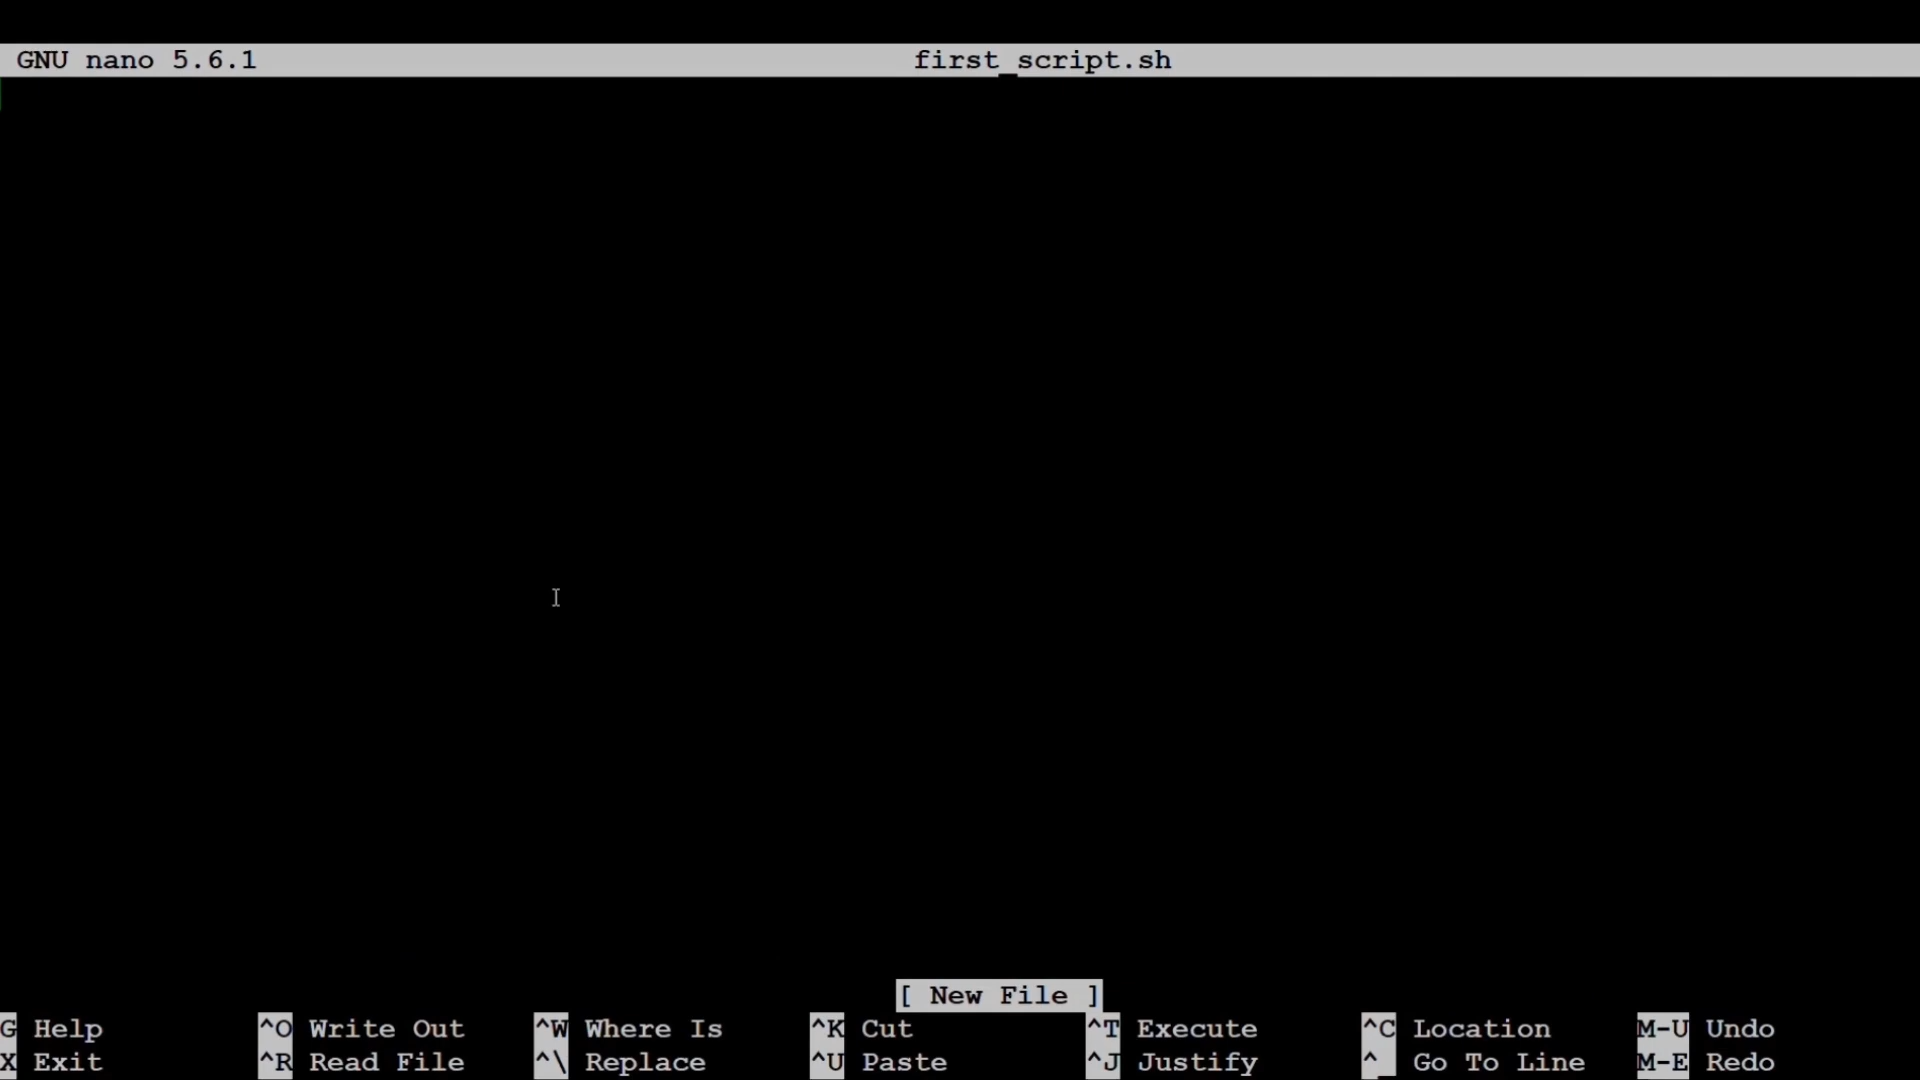 GNU nano 5.6.1 first_script.sh
[ New File ]
G Help ^O Write Out ^W Where Is ^K Cut ^T Execute ^C Location M-U Undo
X Exit ^R Read File ^\ Replace ^U Paste ^J Justify ^_ Go To Line M-E Redo